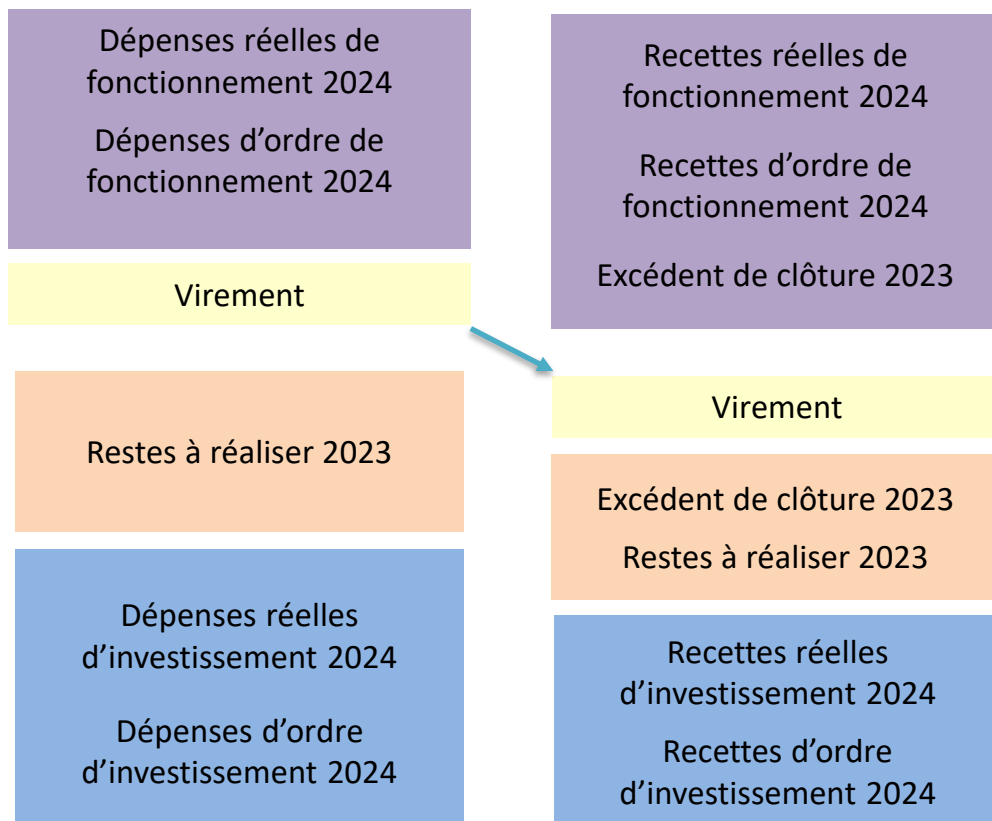 Dépenses réelles de
fonctionnement 2024
Dépenses d’ordre de
fonctionnement 2024
Virement
Restes à réaliser 2023
Dépenses réelles
d’investissement 2024
Dépenses d’ordre
d’investissement 2024
Recettes réelles de
fonctionnement 2024
Recettes d’ordre de
fonctionnement 2024
Excédent de clôture 2023
Virement
Excédent de clôture 2023
Restes à réaliser 2023
Recettes réelles
d’investissement 2024
Recettes d’ordre
d’investissement 2024